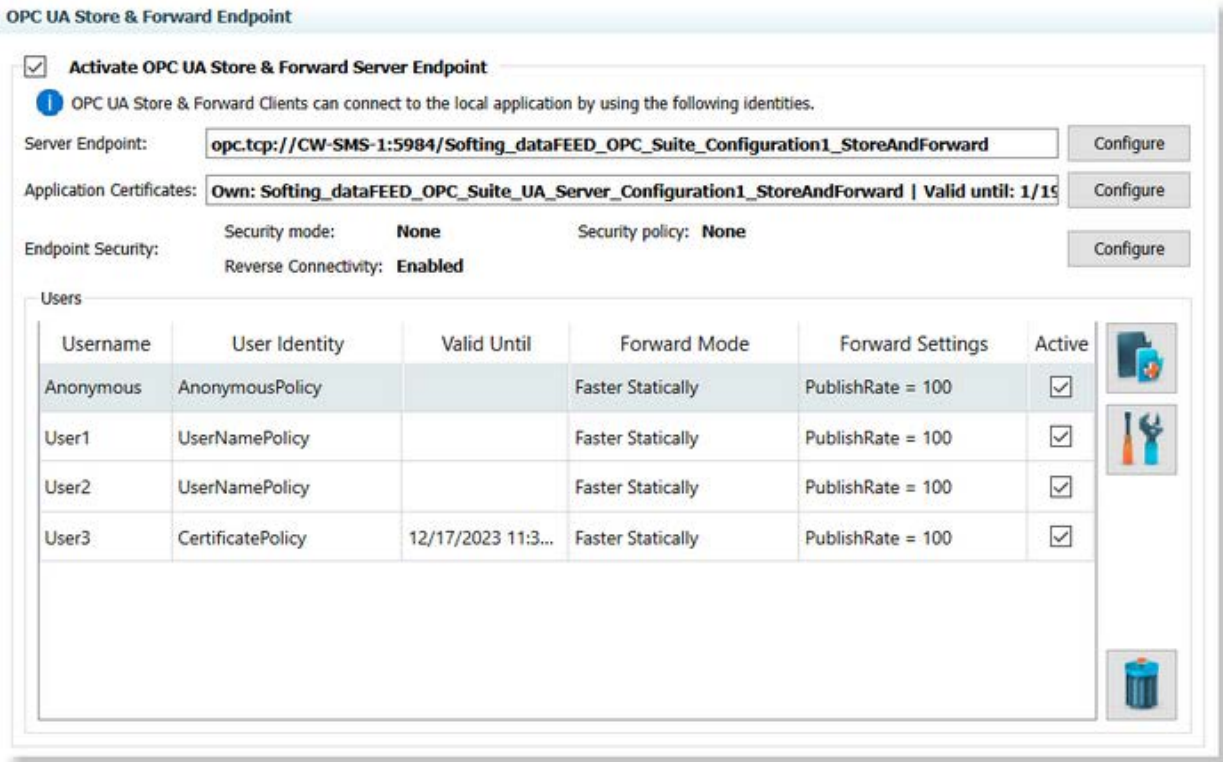 OPC UA Store & Forward Endpoint
Activate OPC UA Store & Forward Server Endpoint
OPC UA Store & Forward Clients can connect to the local application by using the following identities.
Server Endpoint: opc.tcp://CW-SMS-1:5984/Softing_dataFEED_OPC_Suite_Configuration1_StoreAndForward Configure
Application Certificates: Own: Softing_dataFEED_OPC_Suite_UA_Server_Configuration1_StoreAndForward | Valid until: 1/19 Configure
Endpoint Security: Security mode: None Security policy: None Configure
Reverse Connectivity: Enabled
Users
Username User Identity Valid Until Forward Mode Forward Settings Active
Anonymous AnonymousPolicy Faster Statically PublishRate = 100
User1 UserNamePolicy Faster Statically PublishRate = 100
User2 UserNamePolicy Faster Statically PublishRate = 100
User3 CertificatePolicy 12/17/2023 11:3... Faster Statically PublishRate = 100